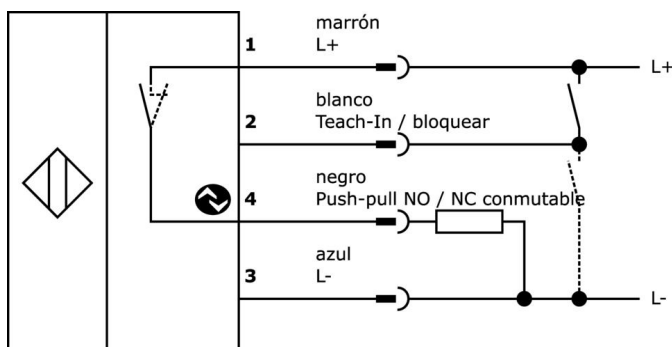 marrón
1 L+
L+
blanco
2 Teach-In / bloquear
negro
4 Push-pull NO / NC conmutable
azul
3 L-
L-